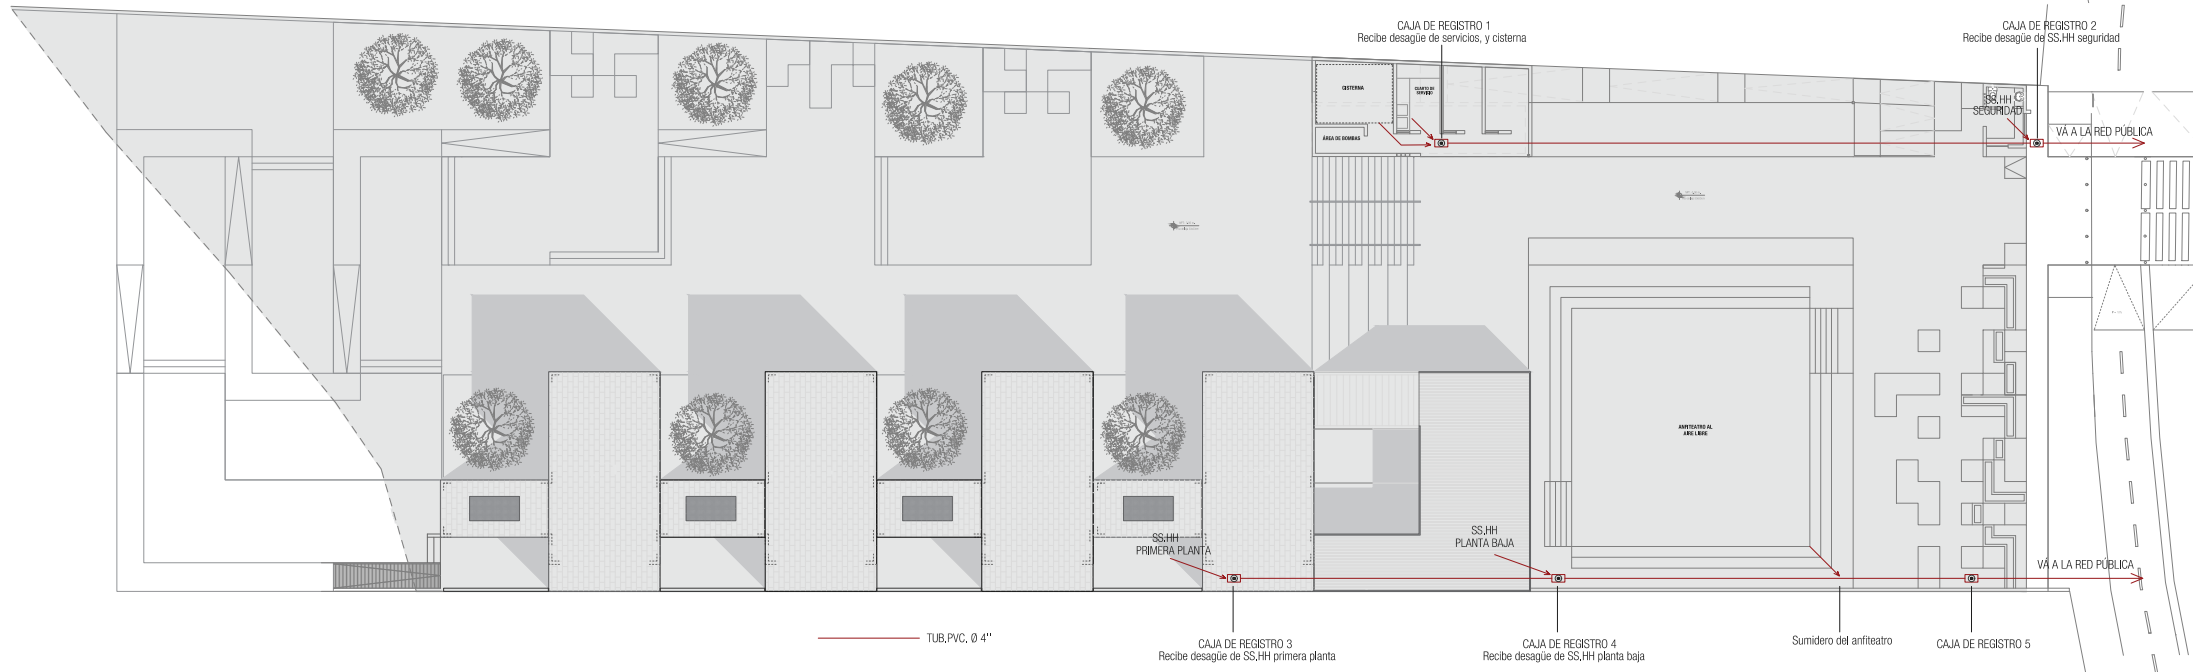 CAJA DE REGISTRO 1
Recibe desagüe de servicios, y cisterna
CAJA DE REGISTRO 2
Recibe desagüe de SS.HH seguridad
CISTERNA
CUARTO DE
SERVICIO
ÁREA DE BOMBAS
SS.HH
SEGURIDAD
VÁ A LA RED PÚBLICA
ANFITEATRO AL
AIRE LIBRE
SS.HH
PRIMERA PLANTA
SS.HH
PLANTA BAJA
VÁ A LA RED PÚBLICA
TUB.PVC. Ø 4''
CAJA DE REGISTRO 3
Recibe desagüe de SS.HH primera planta
CAJA DE REGISTRO 4
Recibe desagüe de SS.HH planta baja
Sumidero del anfiteatro
CAJA DE REGISTRO 5